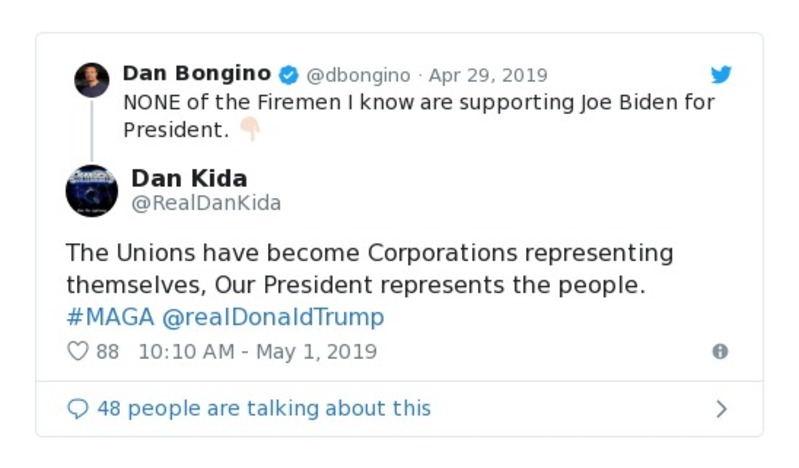 Dan Bongino @dbongino · Apr 29, 2019
NONE of the Firemen I know are supporting Joe Biden for
President. 👇🏻
Dan Kida
@RealDanKida
The Unions have become Corporations representing
themselves, Our President represents the people.
#MAGA @realDonaldTrump
88 10:10 AM - May 1, 2019
48 people are talking about this